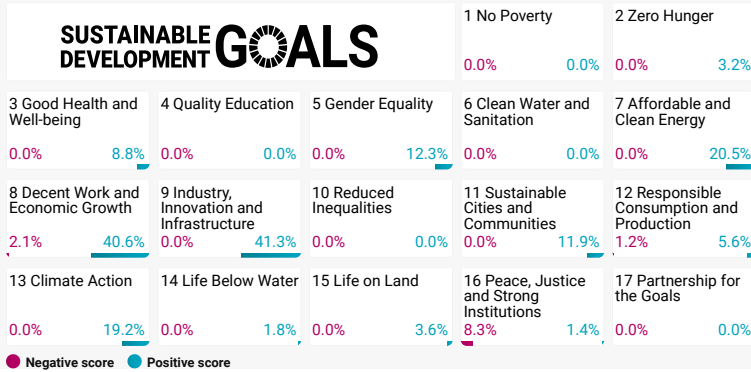 SUSTAINABLE
DEVELOPMENT
GOALS
1 No Poverty
0.0% 0.0%
2 Zero Hunger
0.0% 3.2%
3 Good Health and
Well-being
0.0% 8.8%
4 Quality Education
0.0% 0.0%
5 Gender Equality
0.0% 12.3%
6 Clean Water and
Sanitation
0.0% 0.0%
7 Affordable and
Clean Energy
0.0% 20.5%
8 Decent Work and
Economic Growth
2.1% 40.6%
9 Industry,
Innovation and
Infrastructure
0.0% 41.3%
10 Reduced
Inequalities
0.0% 0.0%
11 Sustainable
Cities and
Communities
0.0% 11.9%
12 Responsible
Consumption and
Production
1.2% 5.6%
13 Climate Action
0.0% 19.2%
14 Life Below Water
0.0% 1.8%
15 Life on Land
0.0% 3.6%
16 Peace, Justice
and Strong
Institutions
8.3% 1.4%
17 Partnership for
the Goals
0.0% 0.0%
Negative score Positive score